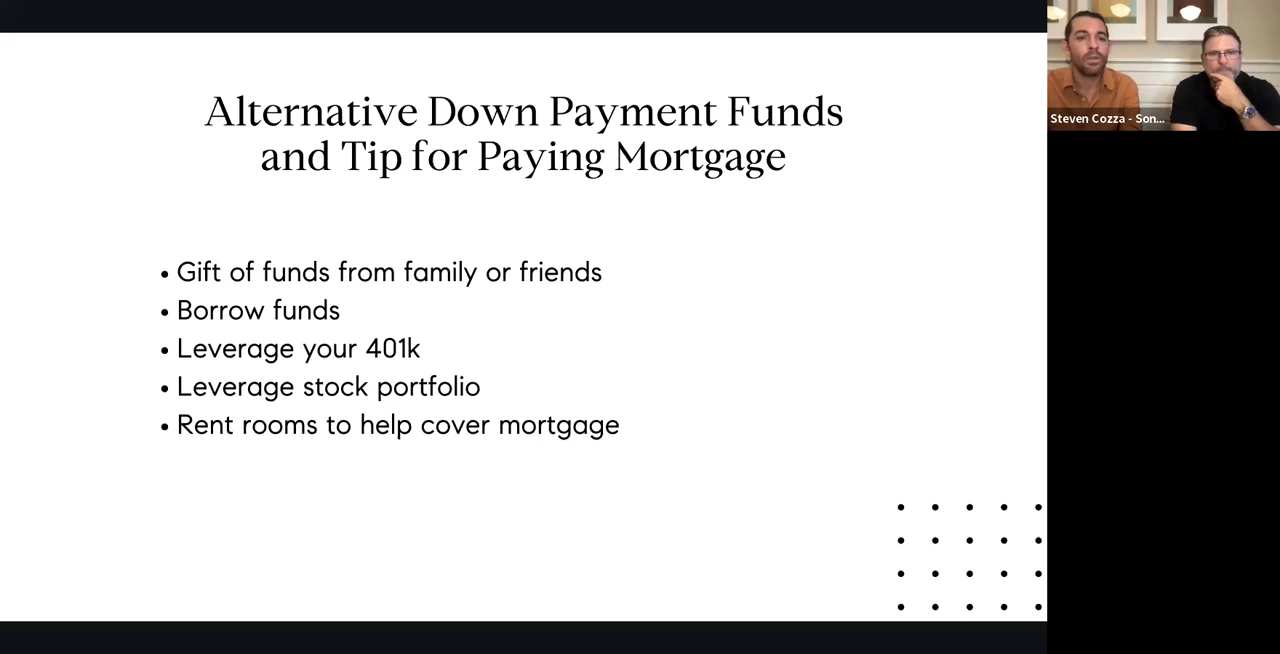 Alternative Down Payment Funds
and Tip for Paying Mortgage
• Gift of funds from family or friends
• Borrow funds
• Leverage your 401k
• Leverage stock portfolio
• Rent rooms to help cover mortgage
Steven Cozza - Son...